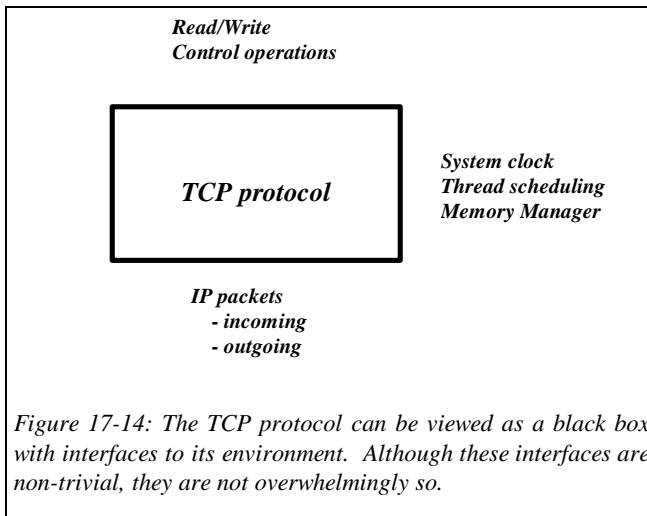 Read/Write
Control operations
TCP protocol
System clock
Thread scheduling
Memory Manager
IP packets
- incoming
- outgoing
Figure 17-14: The TCP protocol can be viewed as a black box
with interfaces to its environment. Although these interfaces are
non-trivial, they are not overwhelmingly so.